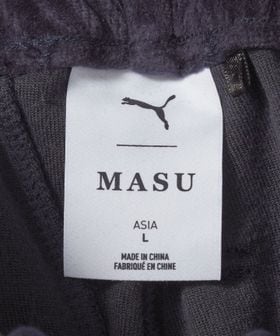 MASU
ASIA
L
MADE IN CHINA
FABRIQUÉ EN CHINE